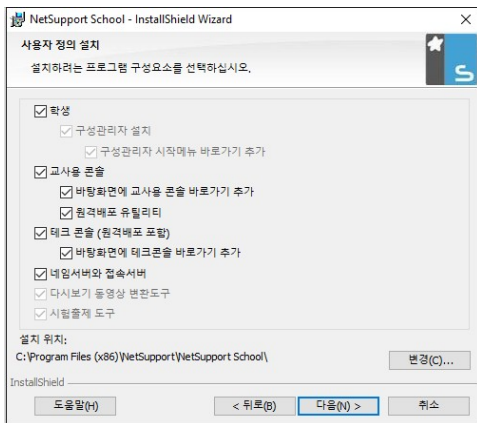 NetSupport School - InstallShield Wizard
사용자 정의 설치
설치하려는 프로그램 구성요소를 선택하십시오.
S
학생
구성관리자 설치
구성관리자 시작메뉴 바로가기 추가
교사용 콘솔
바탕화면에 교사용 콘솔 바로가기 추가
원격배포 유틸리티
테크 콘솔 (원격배포 포함)
바탕화면에 테크콘솔 바로가기 추가
네임서버와 접속서버
다시보기 동영상 변환도구
시험출제 도구
설치 위치:
C:\Program Files (x86)\NetSupport\NetSupport School\
변경(C)...
InstallShield
도움말(H) < 뒤로(B) 다음(N) > 취소